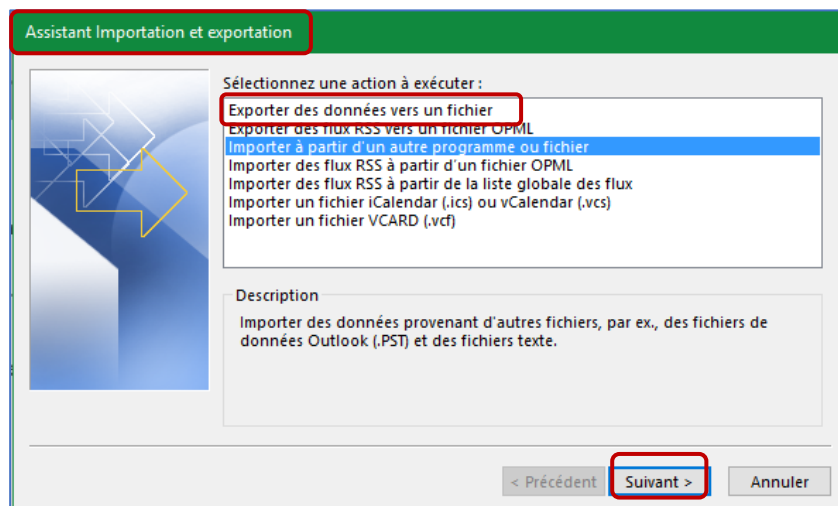 Assistant Importation et exportation
Sélectionnez une action à exécuter :
Exporter des données vers un fichier
Exporter des flux RSS vers un fichier OPML
Importer à partir d'un autre programme ou fichier
Importer des flux RSS à partir d'un fichier OPML
Importer des flux RSS à partir de la liste globale des flux
Importer un fichier iCalendar (.ics) ou vCalendar (.vcs)
Importer un fichier VCARD (.vcf)
Description
Importer des données provenant d'autres fichiers, par ex., des fichiers de
données Outlook (.PST) et des fichiers texte.
< Précédent Suivant > Annuler